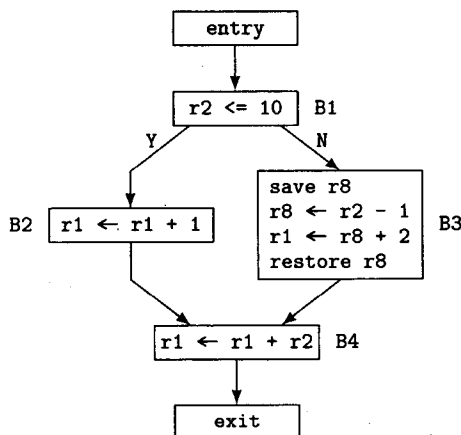 entry
r2 <= 10 B1
Y N
save r8
r8 ← r2 - 1
B2 r1 ← r1 + 1
r1 ← r8 + 2 B3
restore r8
r1 ← r1 + r2 B4
exit